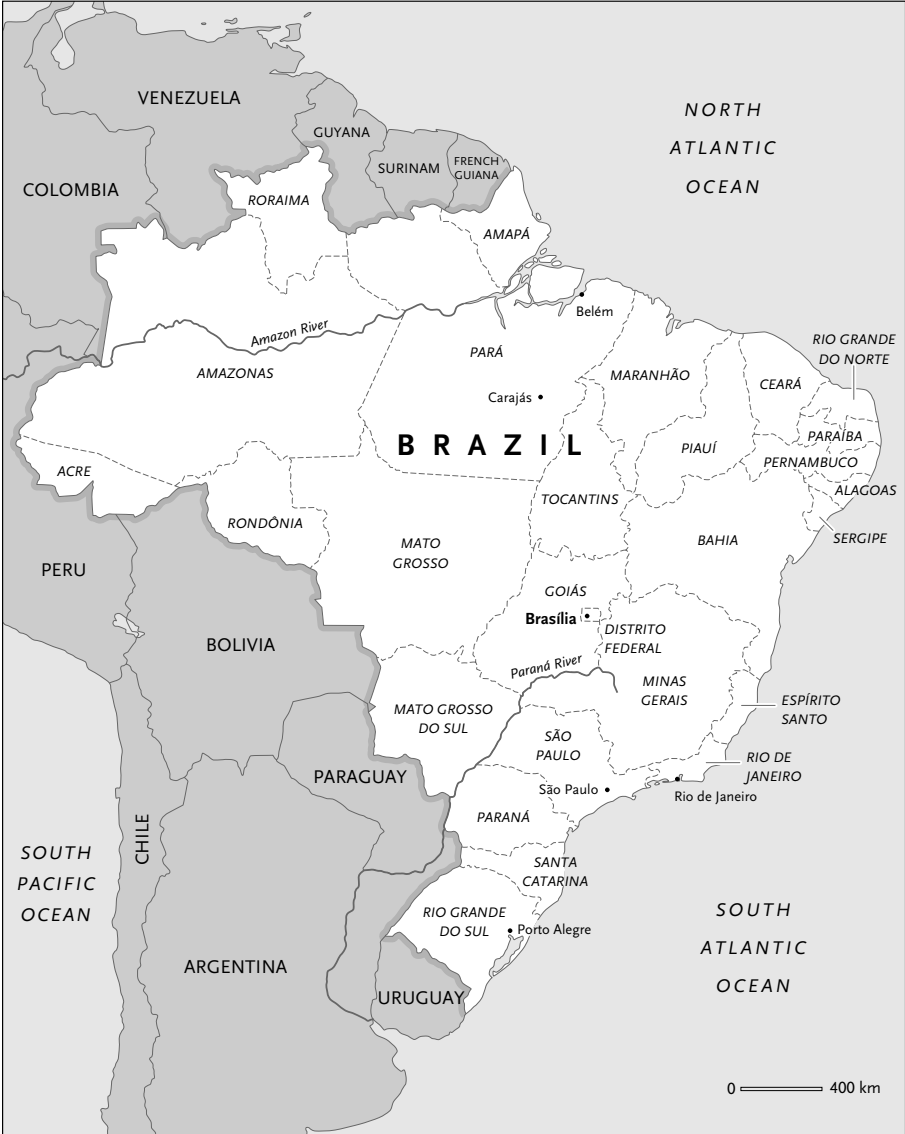 VENEZUELA
NORTH
ATLANTIC
OCEAN
GUYANA
SURINAM
FRENCH
GUIANA
COLOMBIA
RORAIMA
AMAPÁ
Belém
Amazon River
RIO GRANDE
DO NORTE
PARÁ
AMAZONAS
MARANHÃO
CEARÁ
Carajás
BRAZIL
PARAÍBA
PIAUÍ
PERNAMBUCO
ACRE
ALAGOAS
TOCANTINS
RONDÔNIA
SERGIPE
MATO
GROSSO
BAHIA
PERU
GOIÁS
Brasília
DISTRITO
FEDERAL
BOLIVIA
Paraná River
MINAS
GERAIS
ESPÍRITO
SANTO
MATO GROSSO
DO SUL
SÃO
PAULO
RIO DE
JANEIRO
PARAGUAY
São Paulo
Rio de Janeiro
PARANÁ
CHILE
SOUTH
PACIFIC
OCEAN
SANTA
CATARINA
RIO GRANDE
DO SUL
Porto Alegre
SOUTH
ATLANTIC
OCEAN
ARGENTINA
URUGUAY
0 400 km